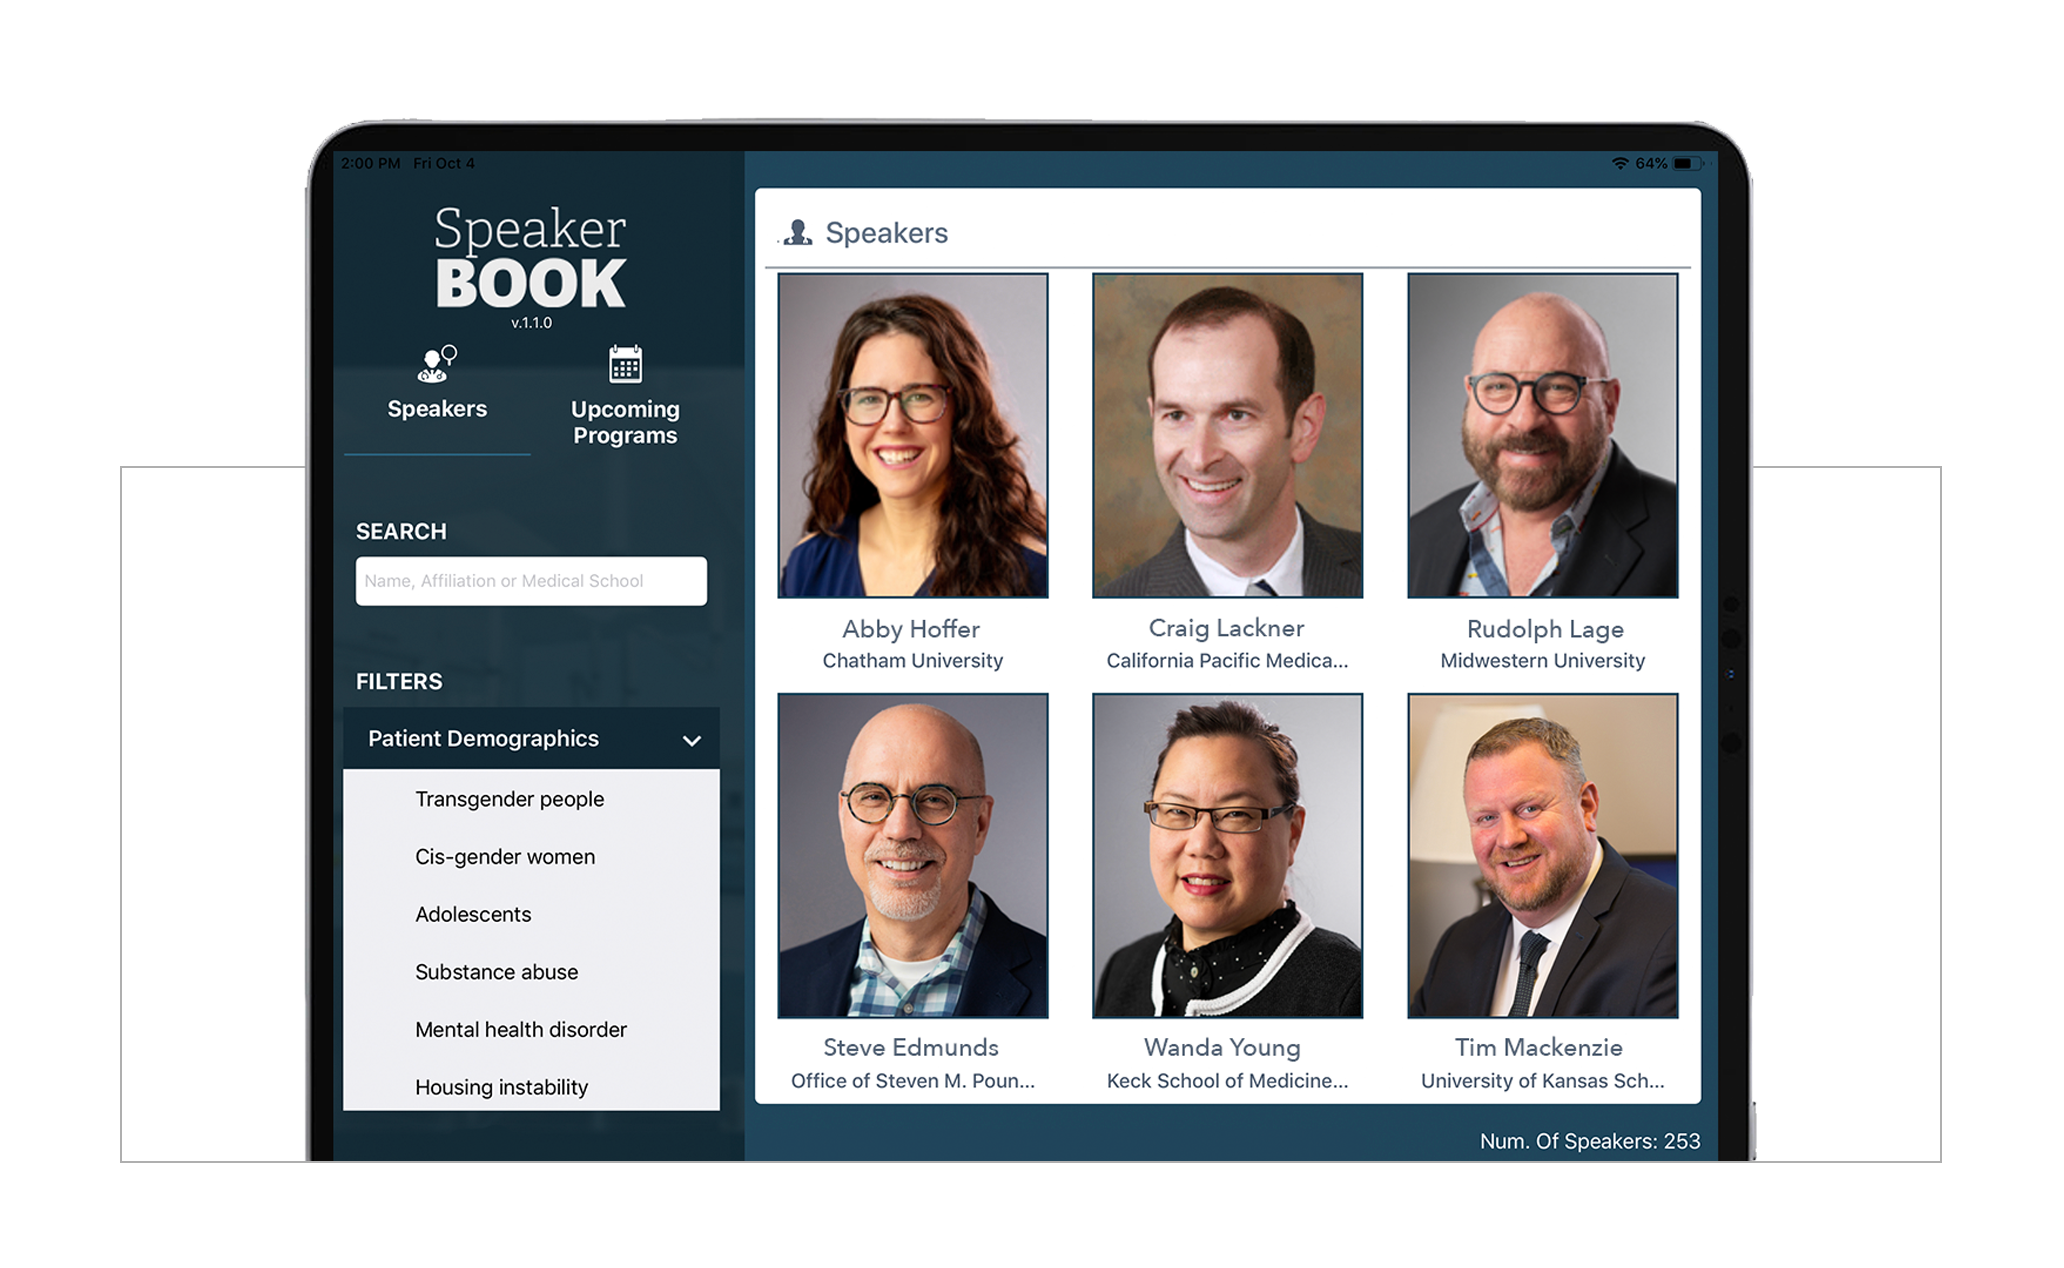 2:00 PM Fri Oct 4
64%
Speaker
BOOK
v.1.1.0
Speakers
Upcoming
Programs
SEARCH
Name, Affiliation or Medical School
FILTERS
Patient Demographics
Transgender people
Cis-gender women
Adolescents
Substance abuse
Mental health disorder
Housing instability
Speakers
Abby Hoffer
Chatham University
Craig Lackner
California Pacific Medica...
Rudolph Lage
Midwestern University
Steve Edmunds
Office of Steven M. Poun...
Wanda Young
Keck School of Medicine...
Tim Mackenzie
University of Kansas Sch...
Num. Of Speakers: 253